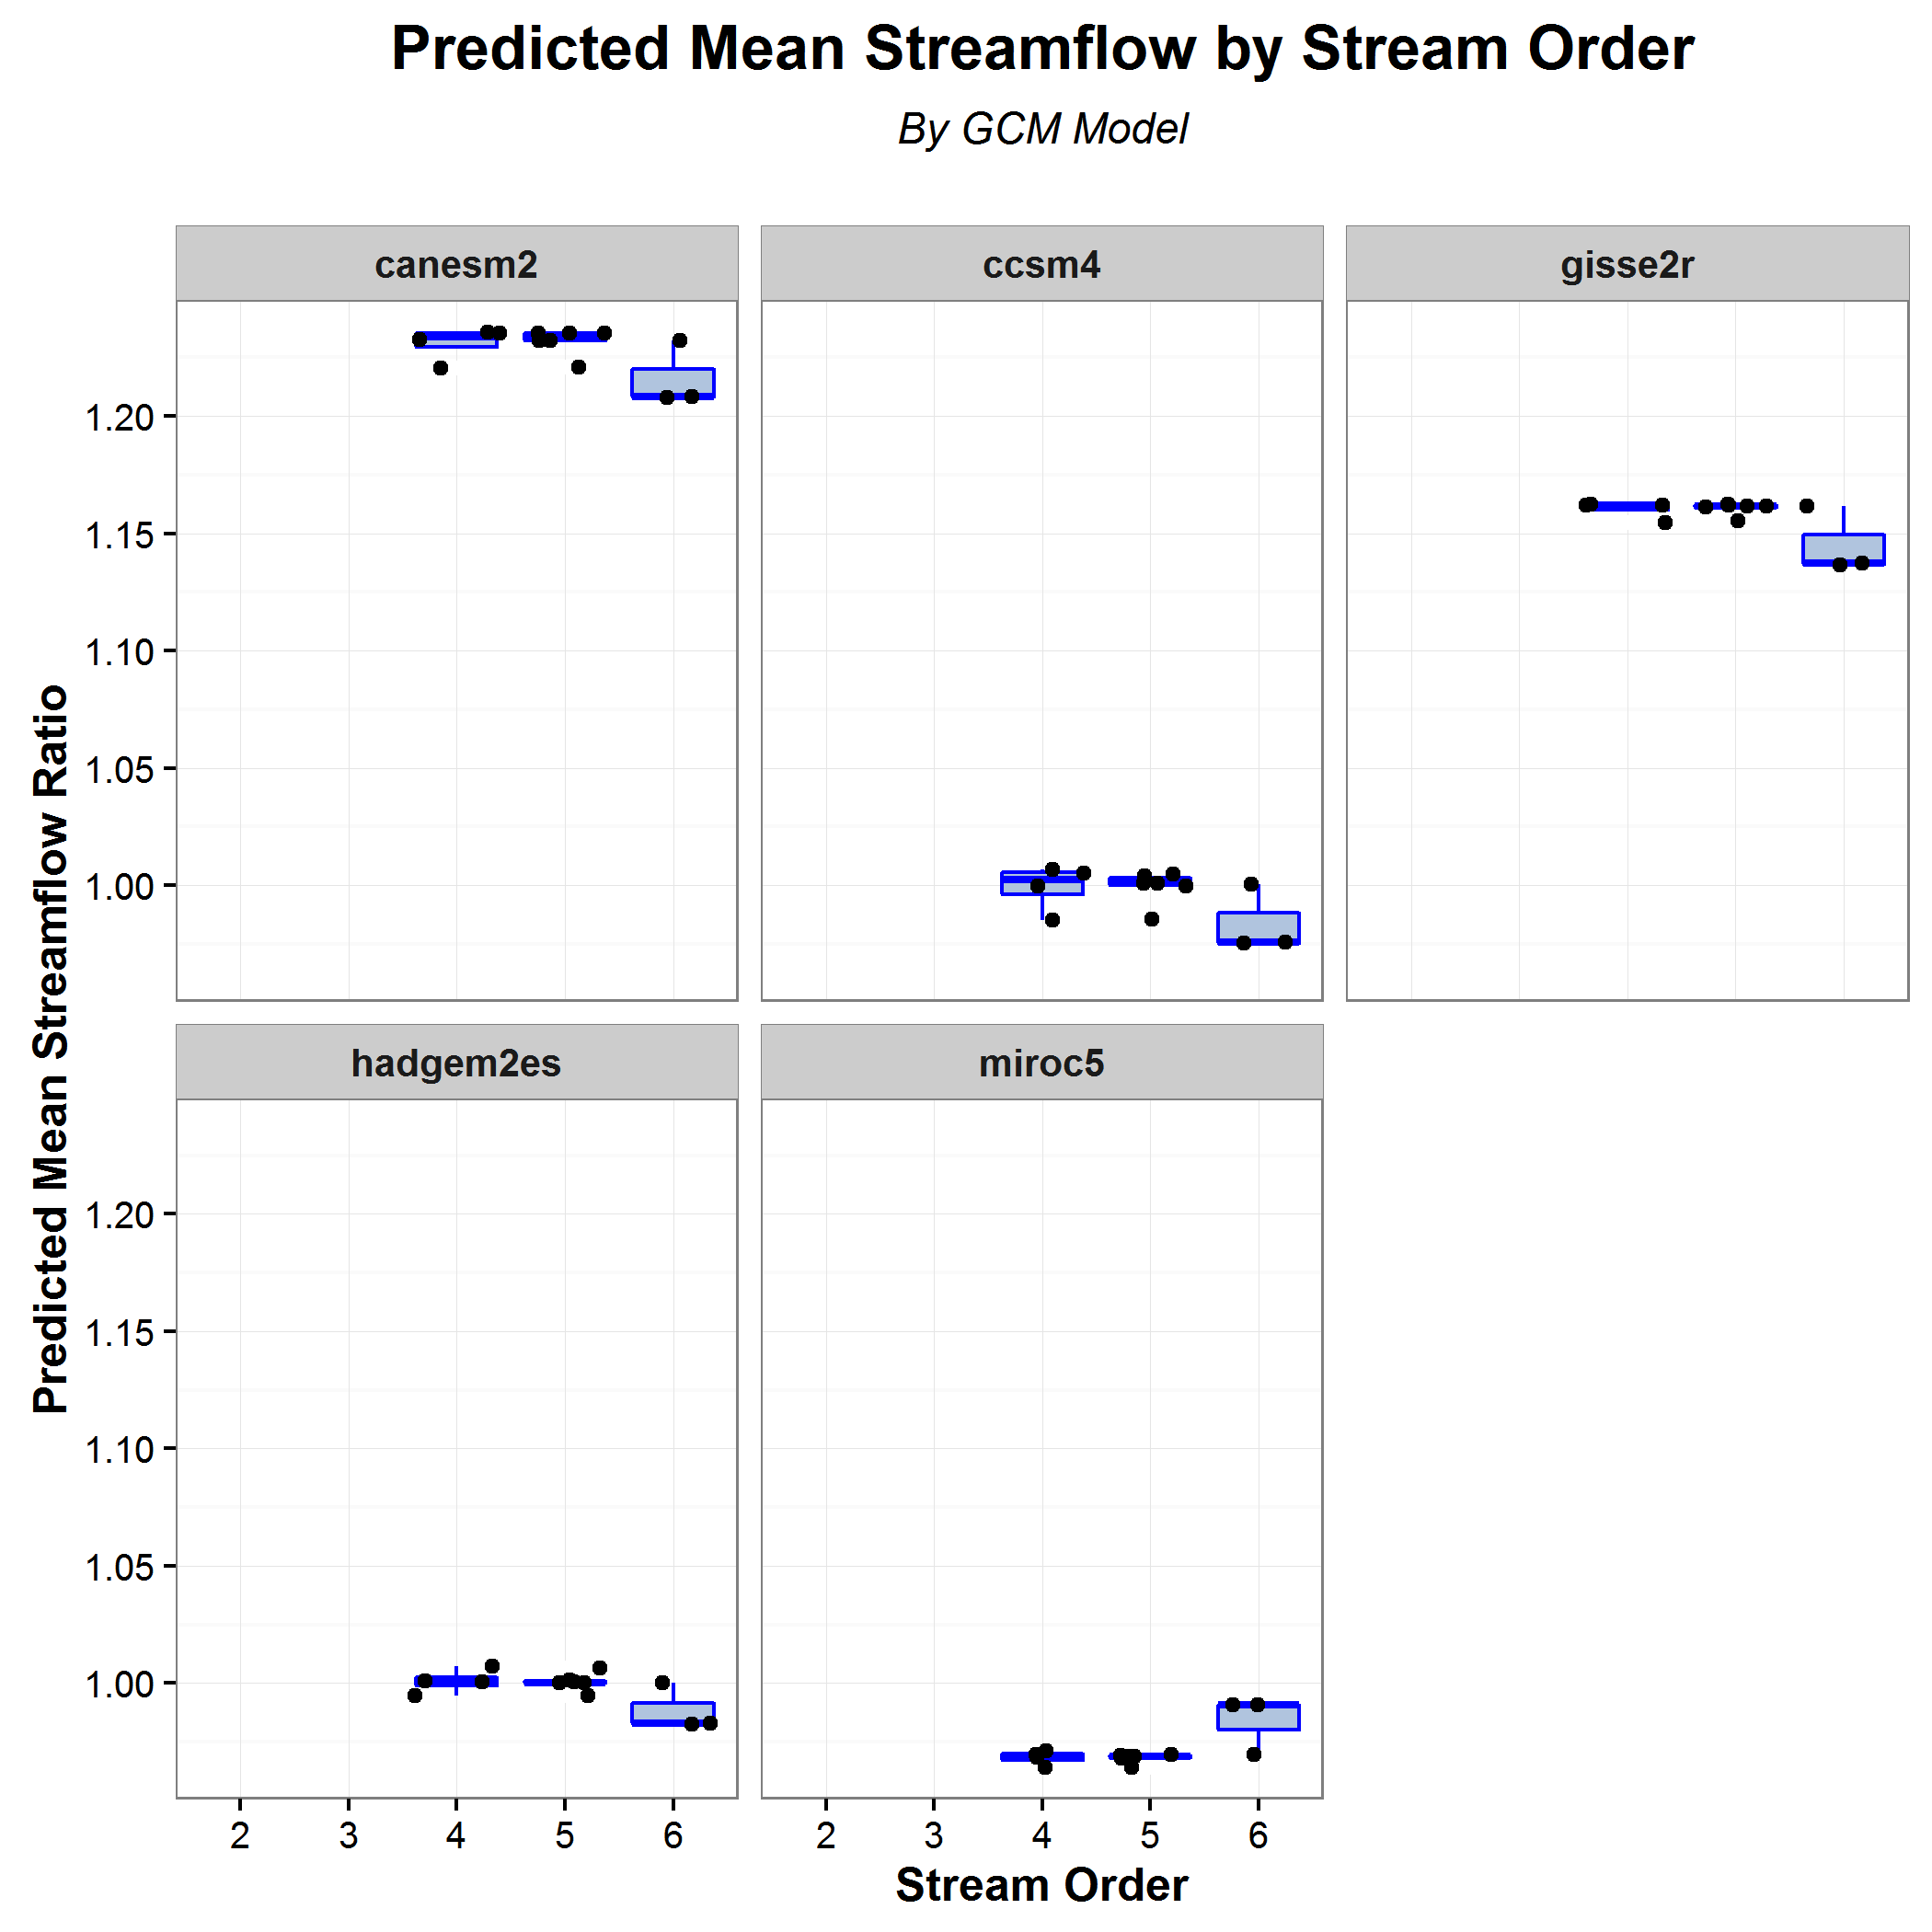 Predicted Mean Streamflow by Stream Order
By GCM Model
canesm2
ccsm4
gisse2r
1.20
1.15
1.10
1.05
1.00
Predicted Mean Streamflow Ratio
hadgem2es
miroc5
1.20
1.15
1.10
1.05
1.00
2 3 4 5 6
2 3 4 5 6
Stream Order